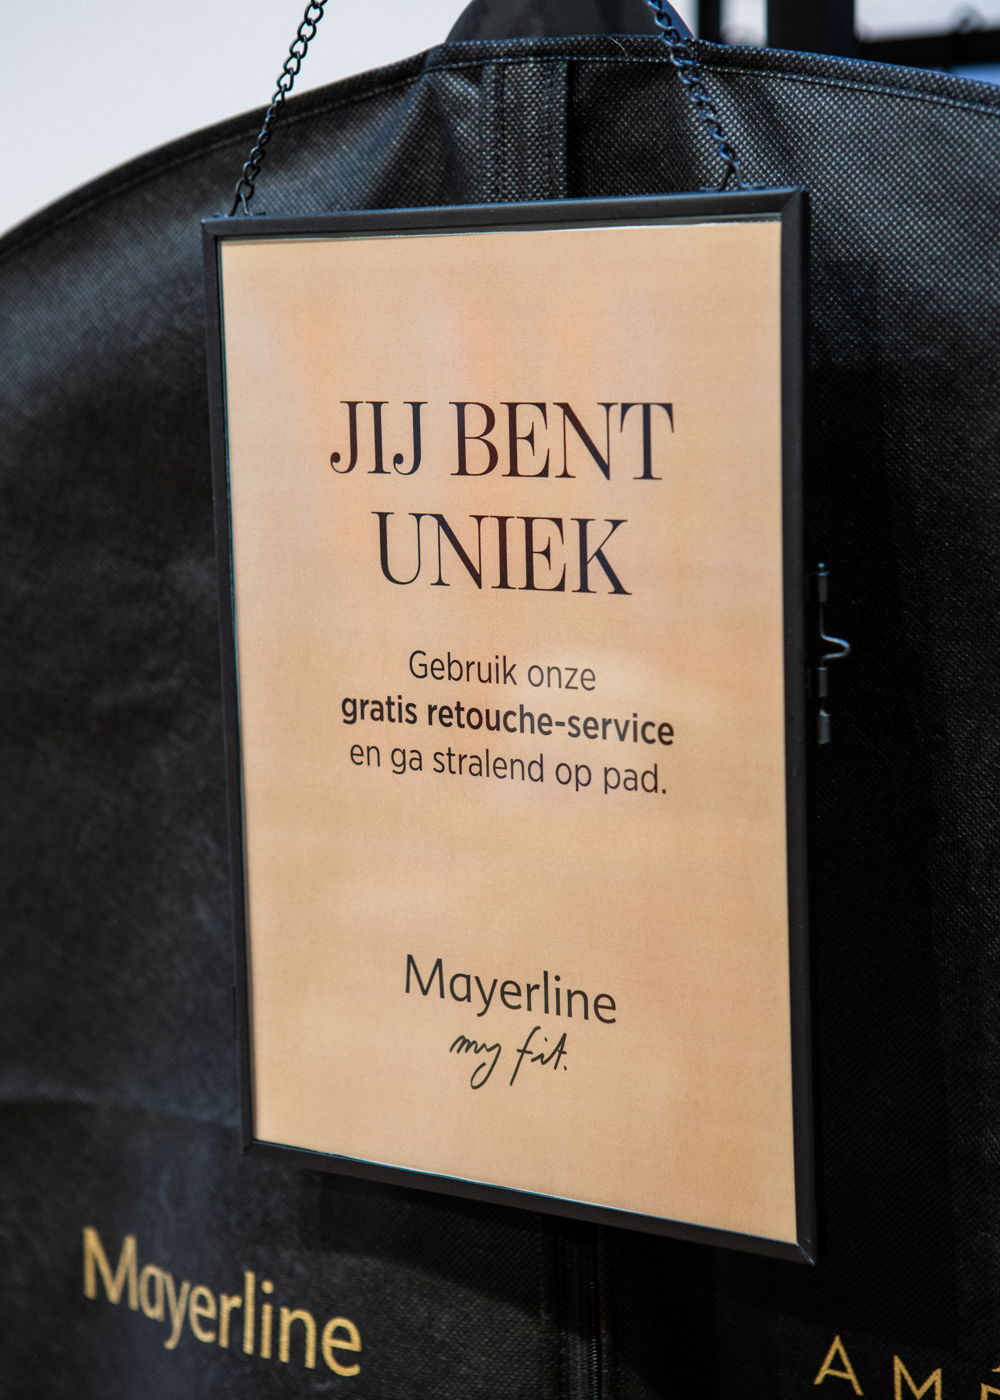 JIJ BENT
UNIEK
Gebruik onze
gratis retouche-service
en ga stralend op pad.
Mayerline
my fit.
Mayerline